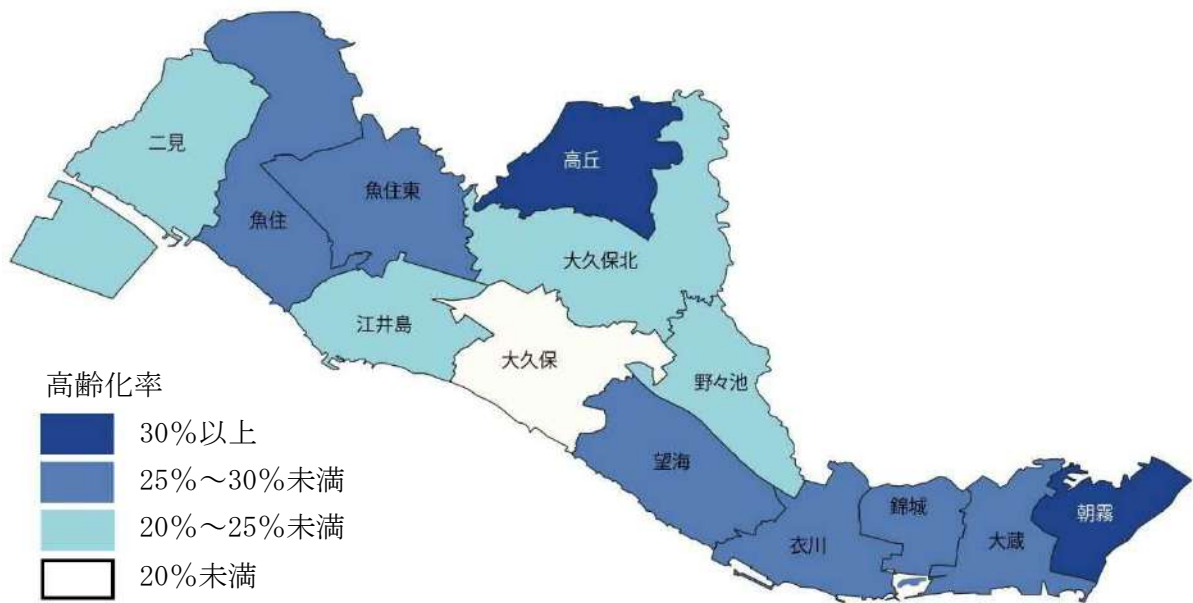 二見
高丘
魚住東
魚住
大久保北
江井島
大久保
野々池
望海
錦城
朝霧
衣川
大蔵
高齢化率
30%以上
25%～30%未満
20%～25%未満
20%未満